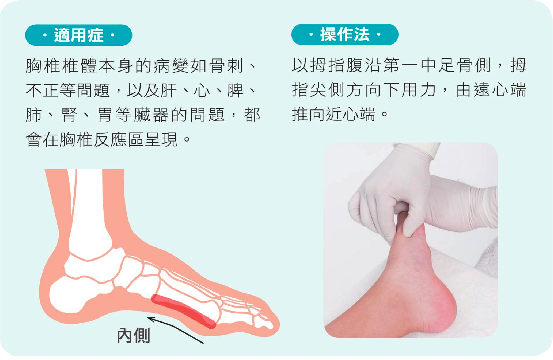 ·適用症·
胸椎椎體本身的病變如骨刺、
不正等問題，以及肝、心、脾、
肺、腎、胃等臟器的問題，都
會在胸椎反應區呈現。
·操作法·
以拇指腹沿第一中足骨側，拇
指尖側方向下用力，由遠心端
推向近心端。
內側